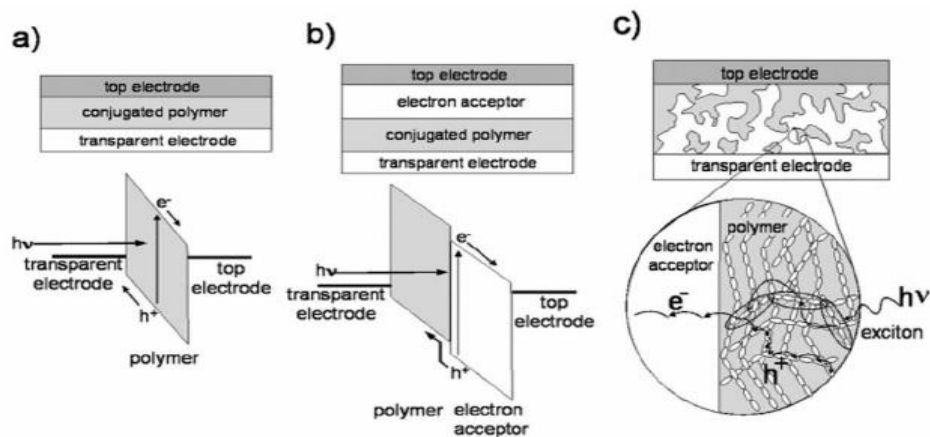 a)
top electrode
conjugated polymer
transparent electrode
e-
hν
transparent
electrode
top
electrode
h+
polymer
b)
top electrode
electron acceptor
conjugated polymer
transparent electrode
e-
hν
transparent
electrode
top
electrode
h+
polymer electron
acceptor
c)
top electrode
transparent electrode
polymer
electron
acceptor
e-
hν
exciton
h+